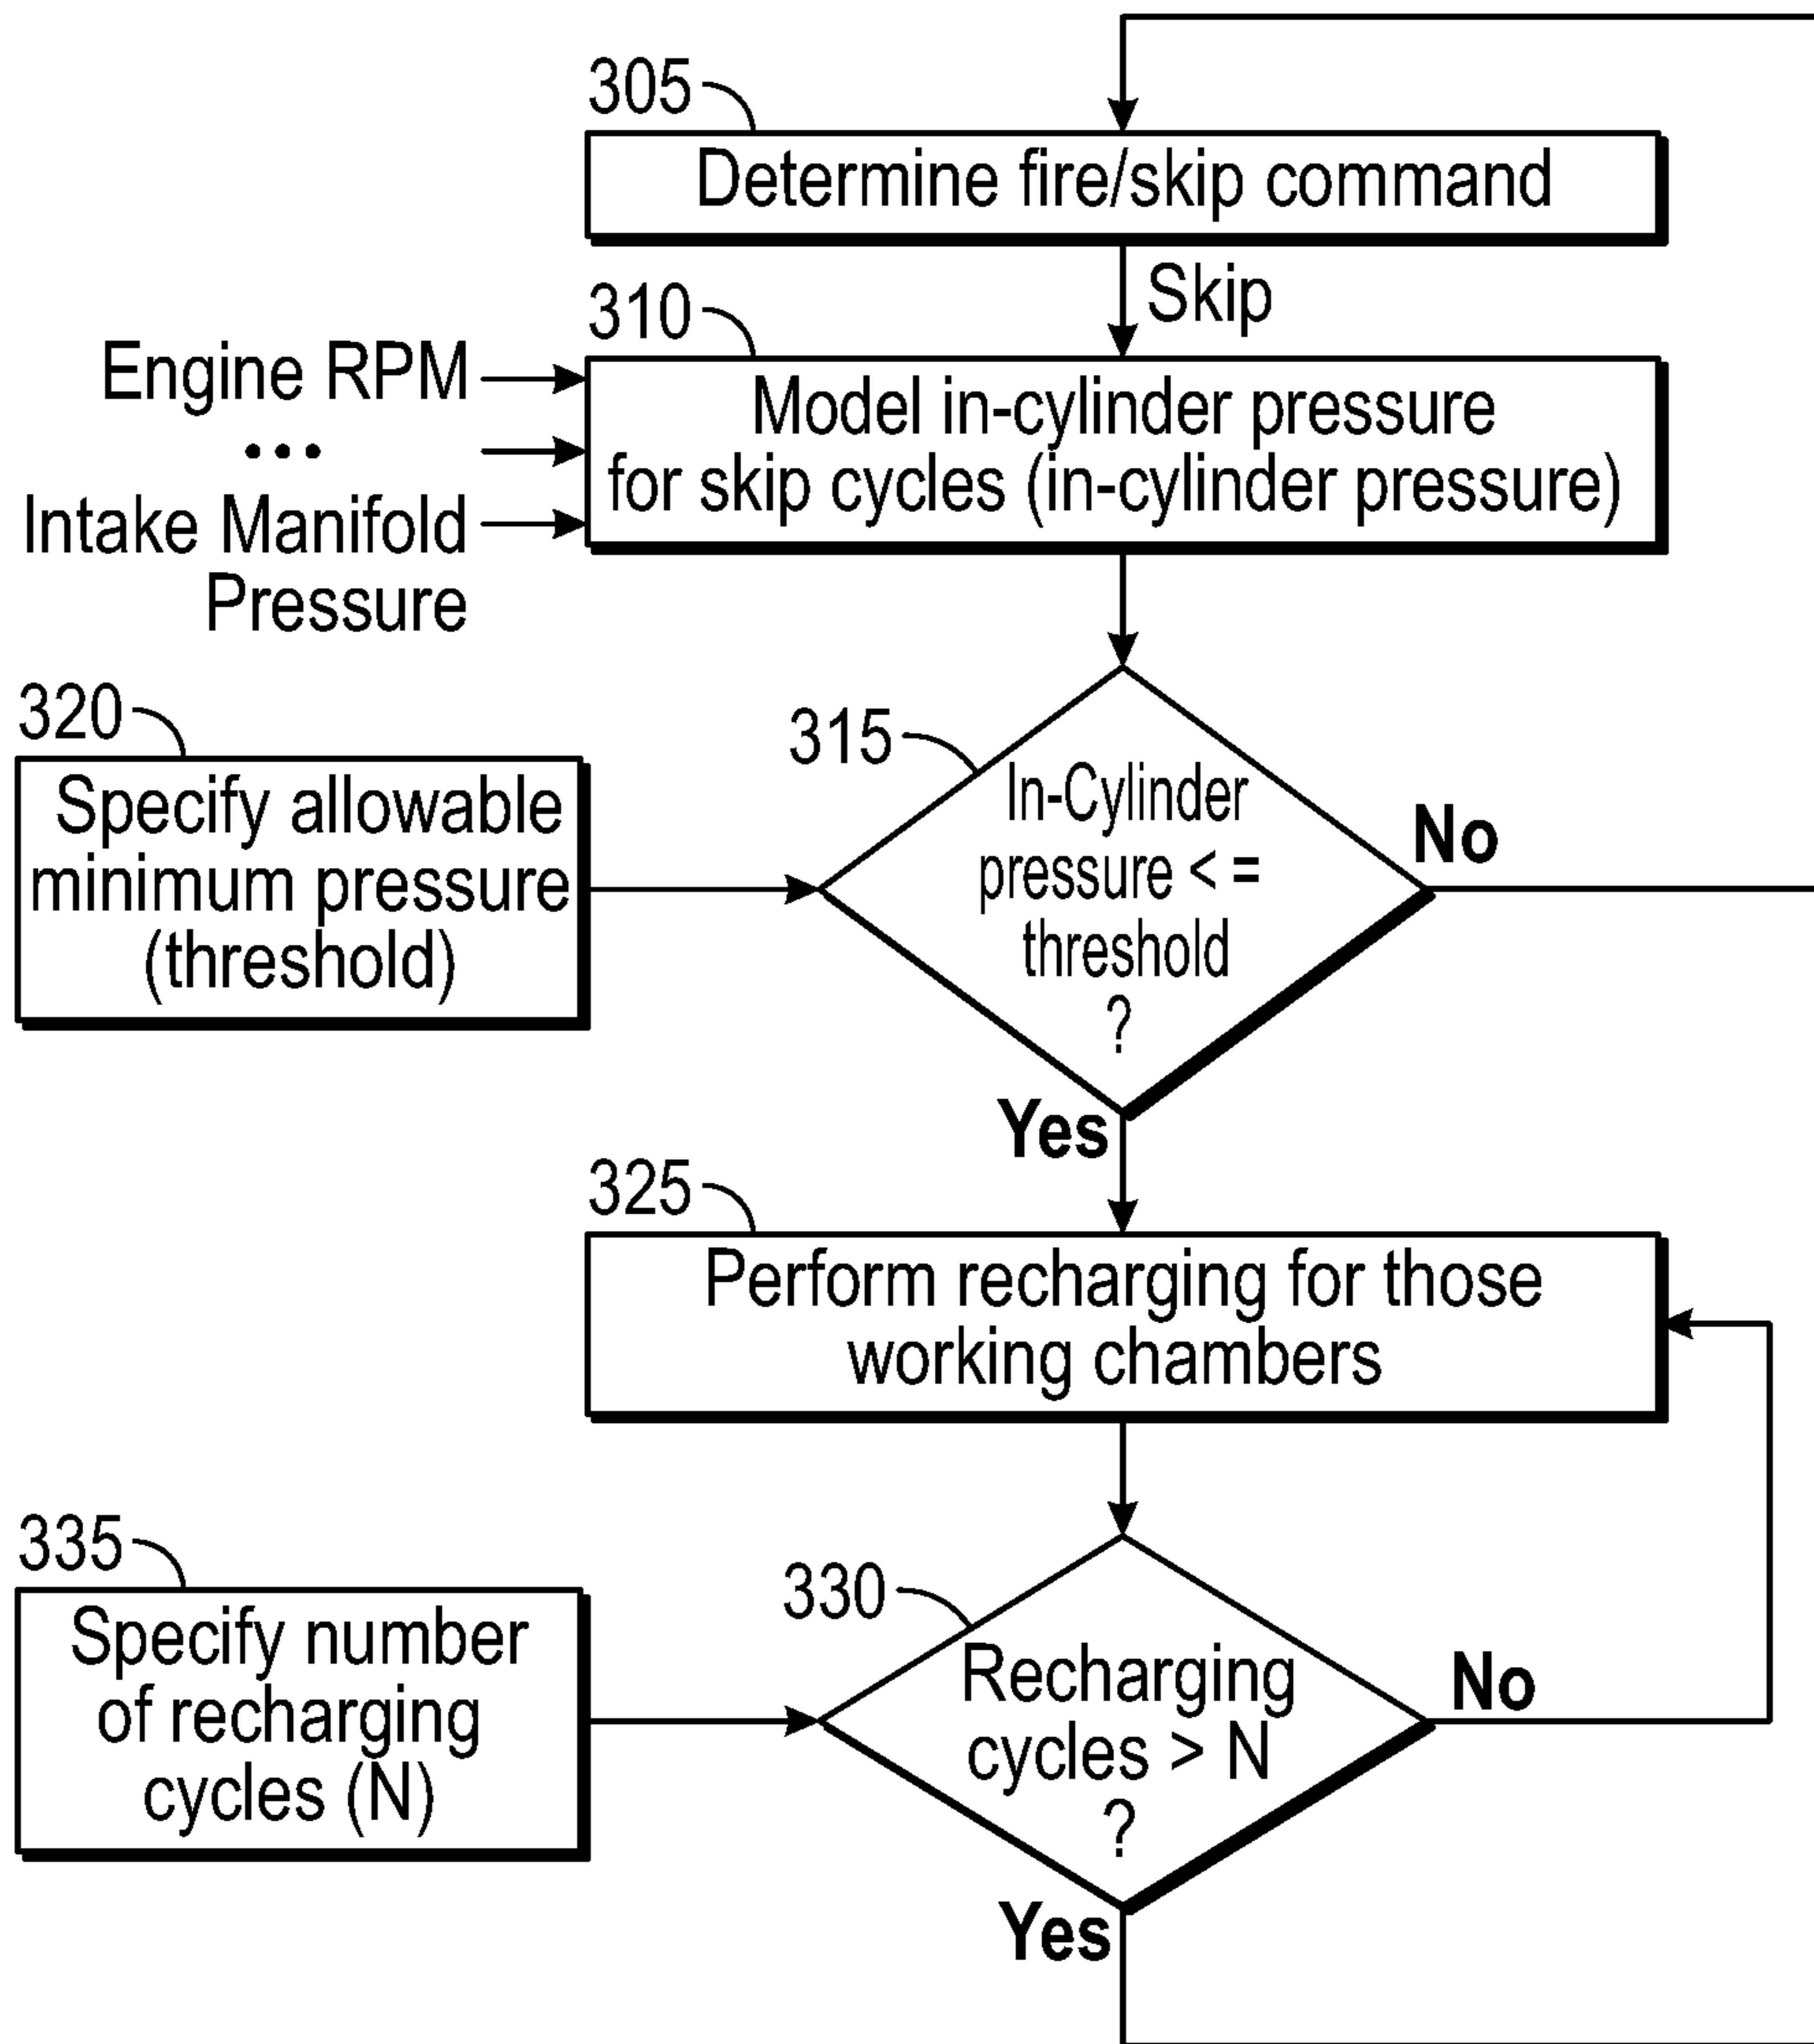 305
Determine fire/skip command
Skip
310
Engine RPM
• • •
Intake Manifold
Pressure
Model in-cylinder pressure
for skip cycles (in-cylinder pressure)
320
Specify allowable
minimum pressure
(threshold)
315
In-Cylinder
pressure < =
threshold
?
No
Yes
325
Perform recharging for those
working chambers
335
Specify number
of recharging
cycles (N)
330
Recharging
cycles > N
?
No
Yes